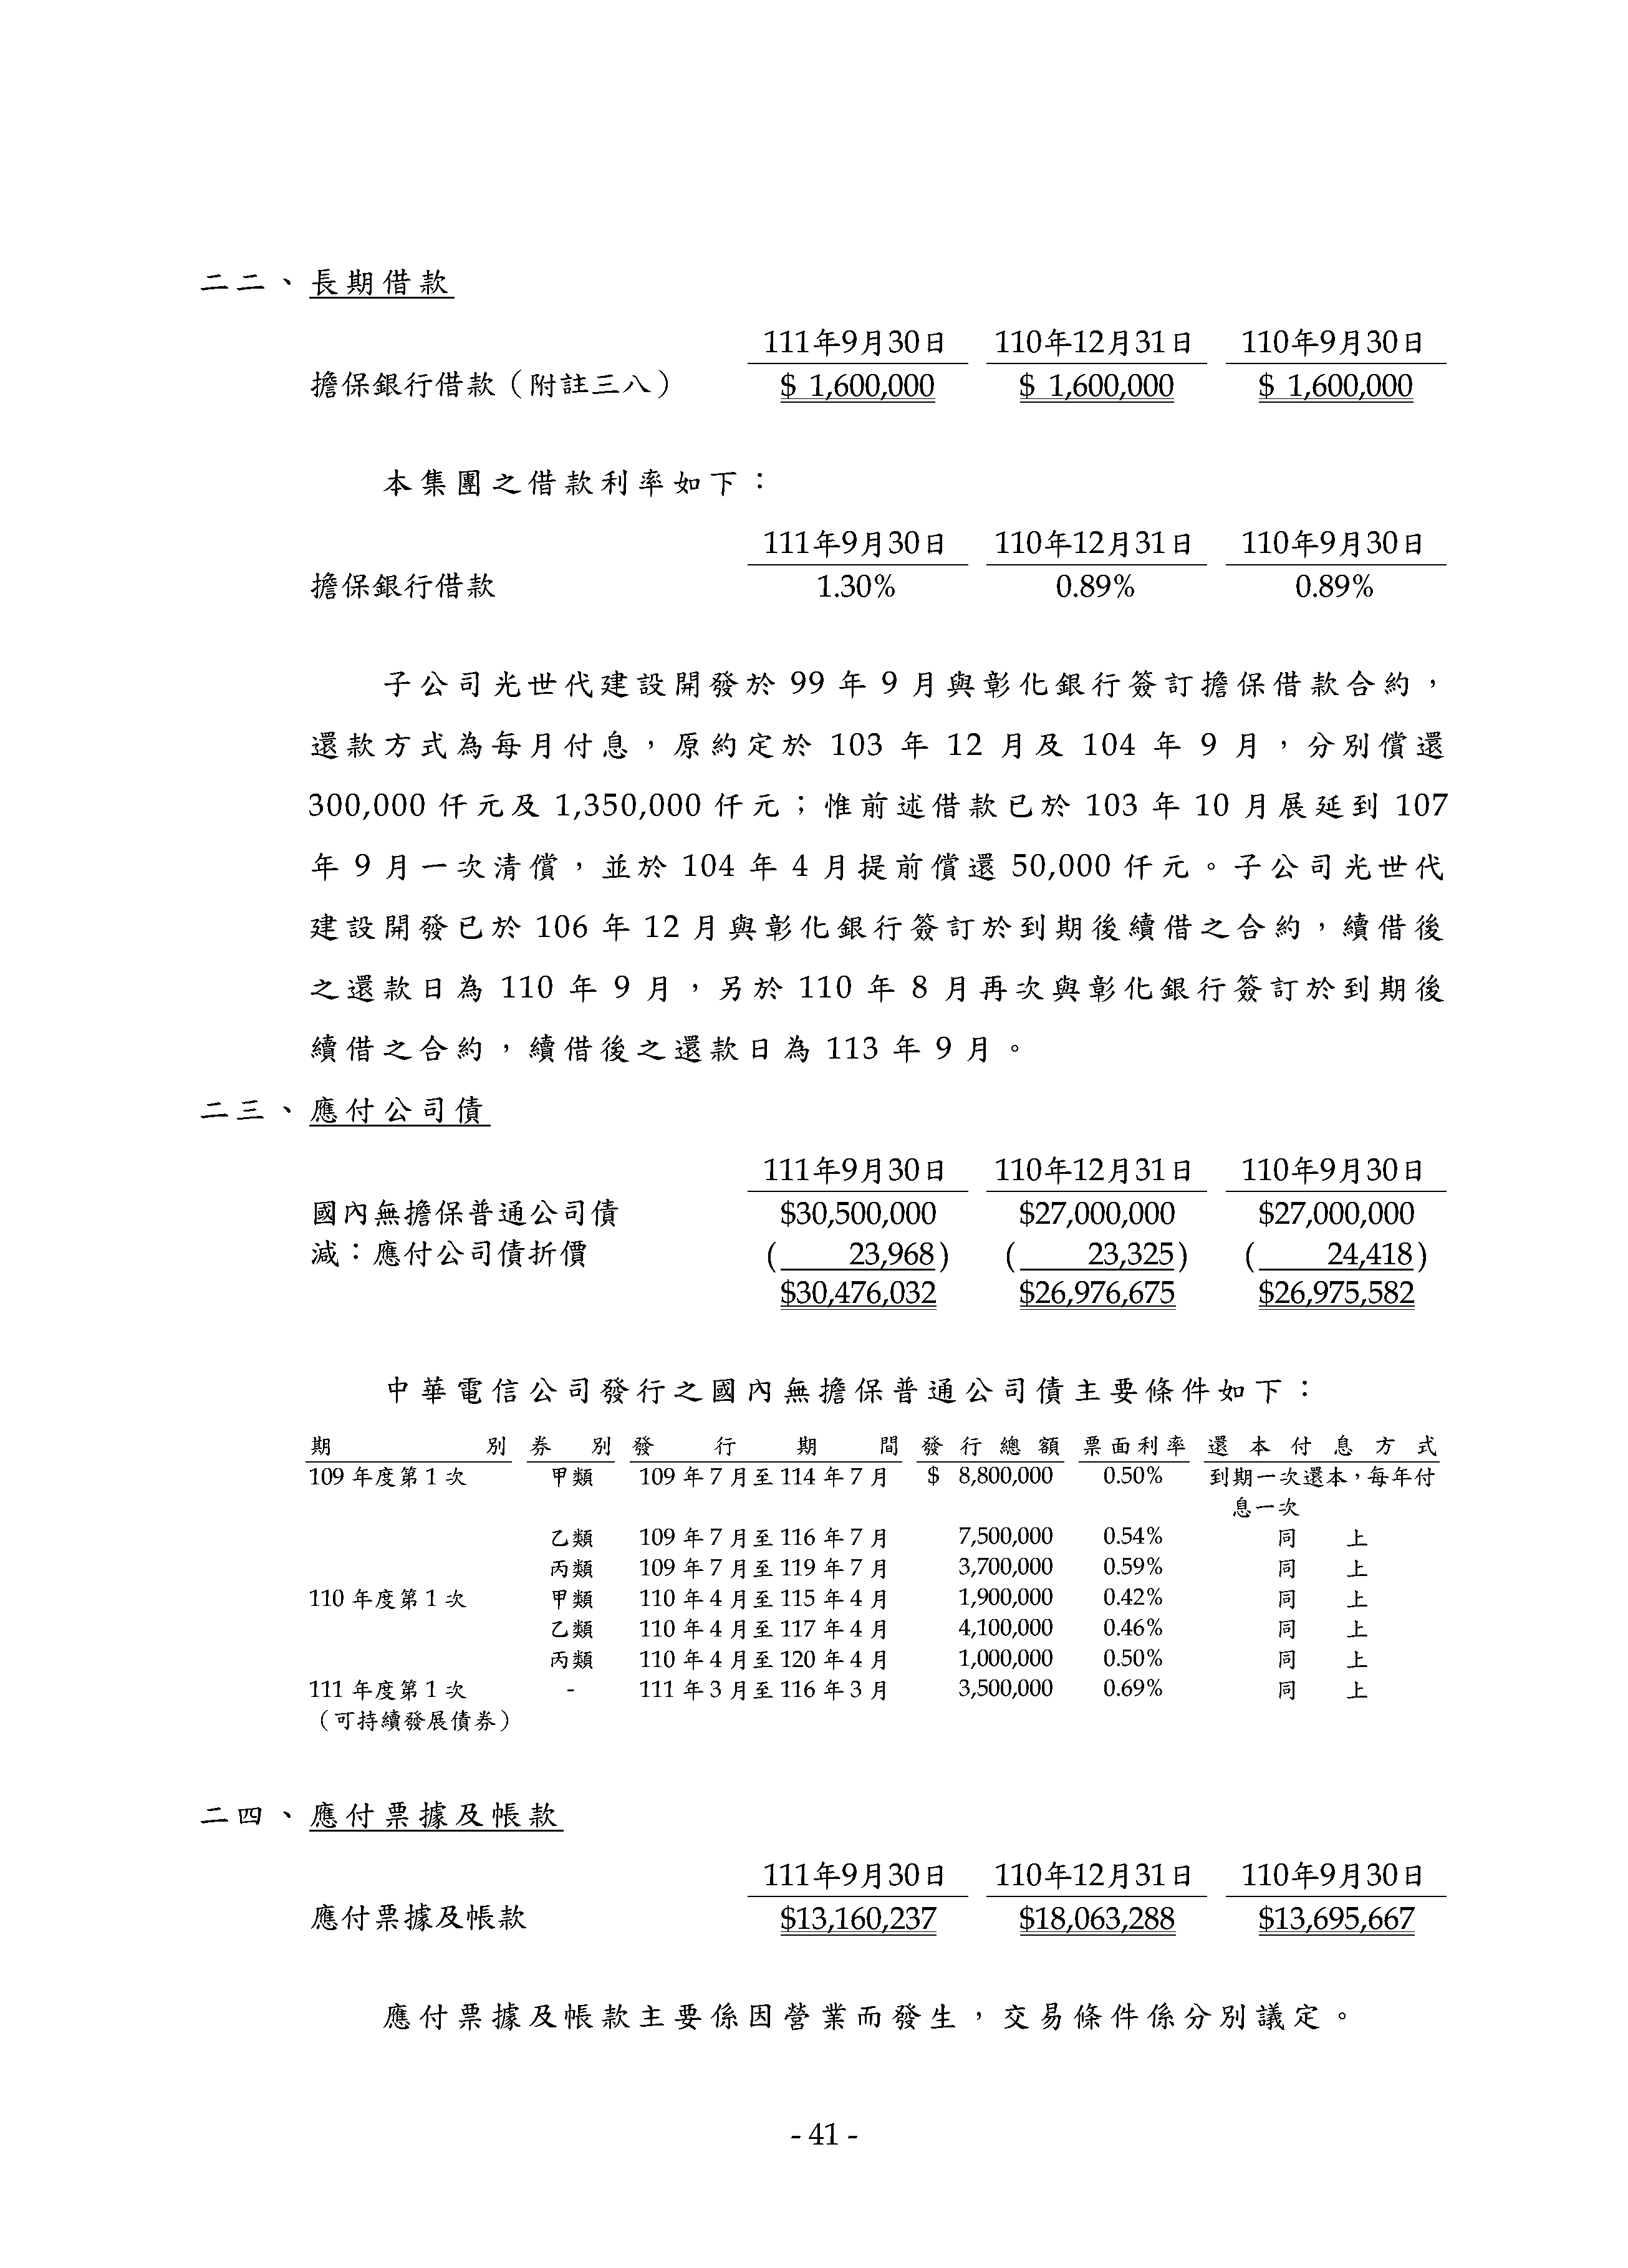 二二、長期借款
111年9月30日 110年12月31日 110年9月30日
擔保銀行借款（附註三八） $ 1,600,000 $ 1,600,000 $ 1,600,000
本集團之借款利率如下：
111年9月30日 110年12月31日 110年9月30日
擔保銀行借款 1.30% 0.89% 0.89%
子公司光世代建設開發於 99 年 9 月與彰化銀行簽訂擔保借款合約，
還款方式為每月付息，原約定於 103 年 12 月及 104 年 9 月，分別償還
300,000 仟元及 1,350,000 仟元；惟前述借款已於 103 年 10 月展延到 107
年 9 月一次清償，並於 104 年 4 月提前償還 50,000 仟元。子公司光世代
建設開發已於 106 年 12 月與彰化銀行簽訂於到期後續借之合約，續借後
之還款日為 110 年 9 月，另於 110 年 8 月再次與彰化銀行簽訂於到期後
續借之合約，續借後之還款日為 113 年 9 月。
二三、應付公司債
111年9月30日 110年12月31日 110年9月30日
國內無擔保普通公司債 $30,500,000 $27,000,000 $27,000,000
減：應付公司債折價 ( 23,968) ( 23,325) ( 24,418)
$30,476,032 $26,976,675 $26,975,582
中華電信公司發行之國內無擔保普通公司債主要條件如下：
期別 券別 發行期間 發行總額 票面利率 還本付息方式
109 年度第 1 次 甲類 109 年 7 月至 114 年 7 月 $ 8,800,000 0.50% 到期一次還本，每年付
息一次
乙類 109 年 7 月至 116 年 7 月 7,500,000 0.54% 同上
丙類 109 年 7 月至 119 年 7 月 3,700,000 0.59% 同上
110 年度第 1 次 甲類 110 年 4 月至 115 年 4 月 1,900,000 0.42% 同上
乙類 110 年 4 月至 117 年 4 月 4,100,000 0.46% 同上
丙類 110 年 4 月至 120 年 4 月 1,000,000 0.50% 同上
111 年度第 1 次 - 111 年 3 月至 116 年 3 月 3,500,000 0.69% 同上
（可持續發展債券）
二四、應付票據及帳款
111年9月30日 110年12月31日 110年9月30日
應付票據及帳款 $13,160,237 $18,063,288 $13,695,667
應付票據及帳款主要係因營業而發生，交易條件係分別議定。
- 41 -